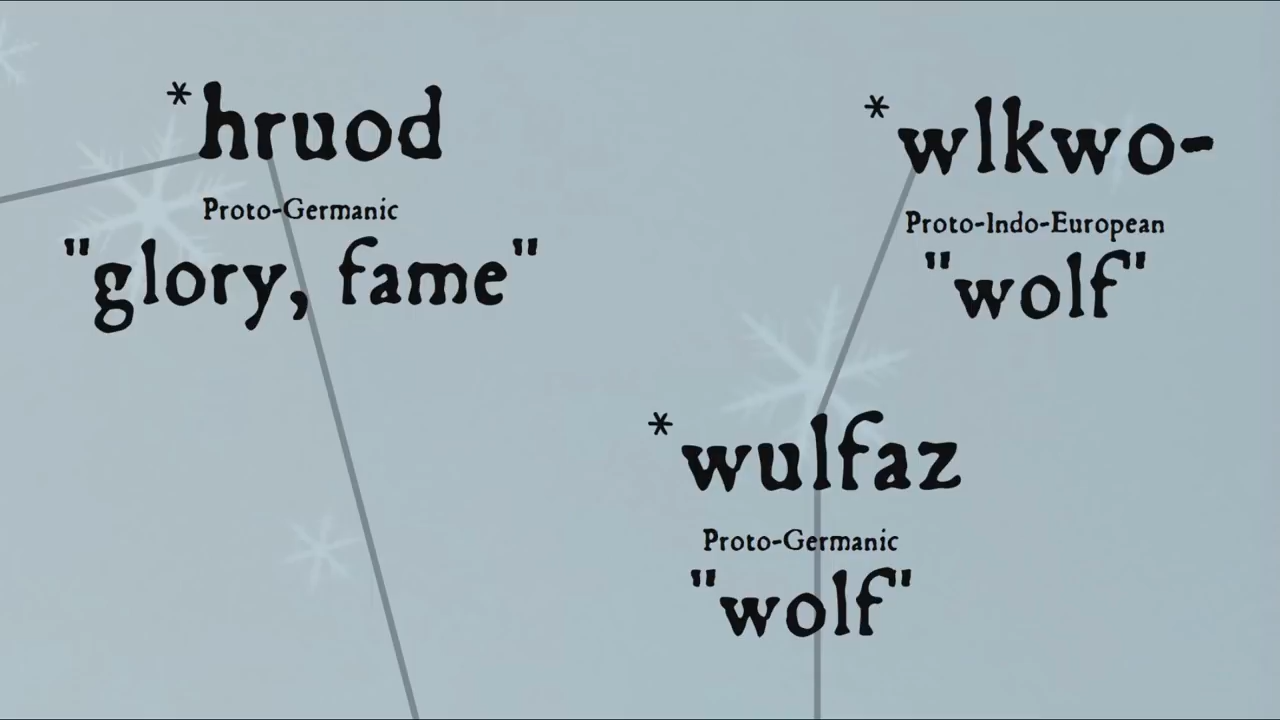 *hruod
Proto-Germanic
"glory, fame"
*wlkwo-
Proto-Indo-European
"wolf"
*wulfaz
Proto-Germanic
"wolf"